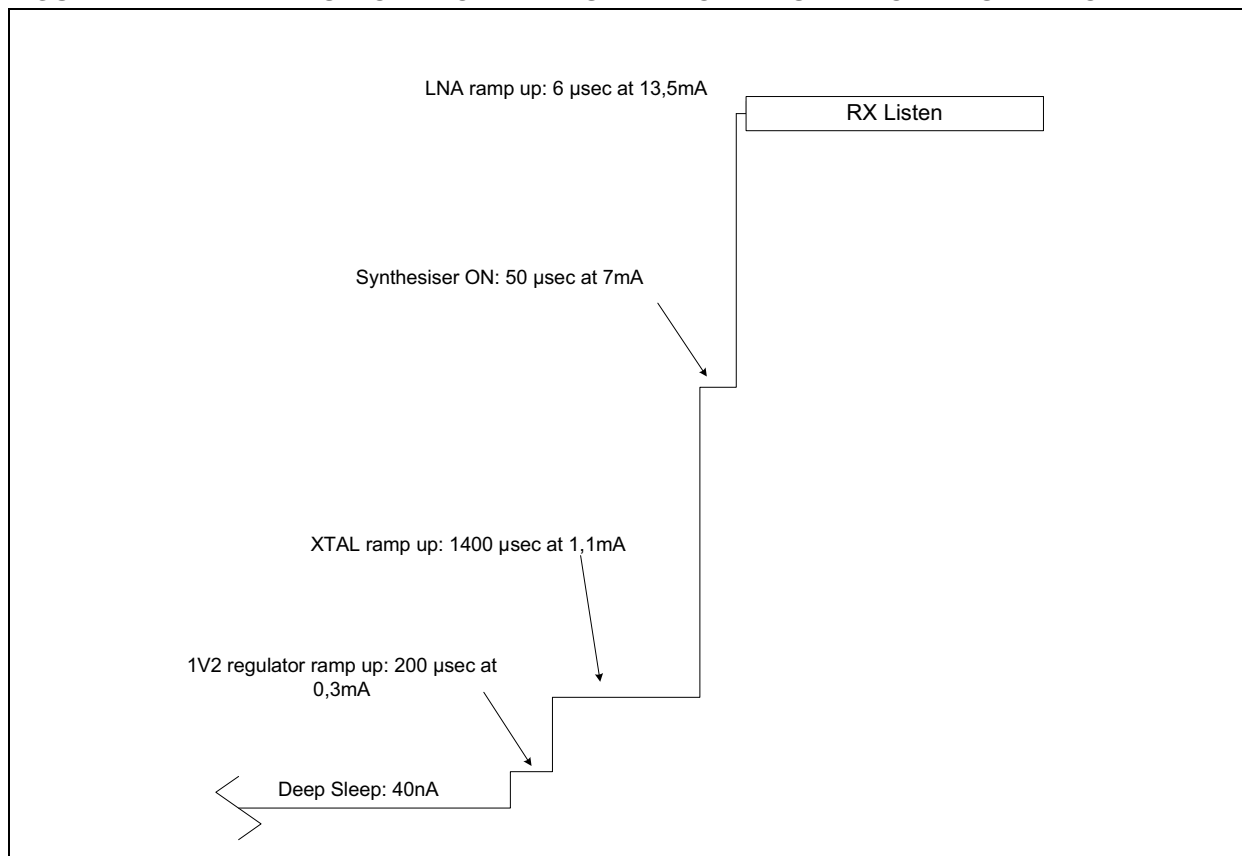 LNA ramp up: 6 µsec at 13,5mA
RX Listen
Synthesiser ON: 50 µsec at 7mA
XTAL ramp up: 1400 µsec at 1,1mA
1V2 regulator ramp up: 200 µsec at
0,3mA
Deep Sleep: 40nA